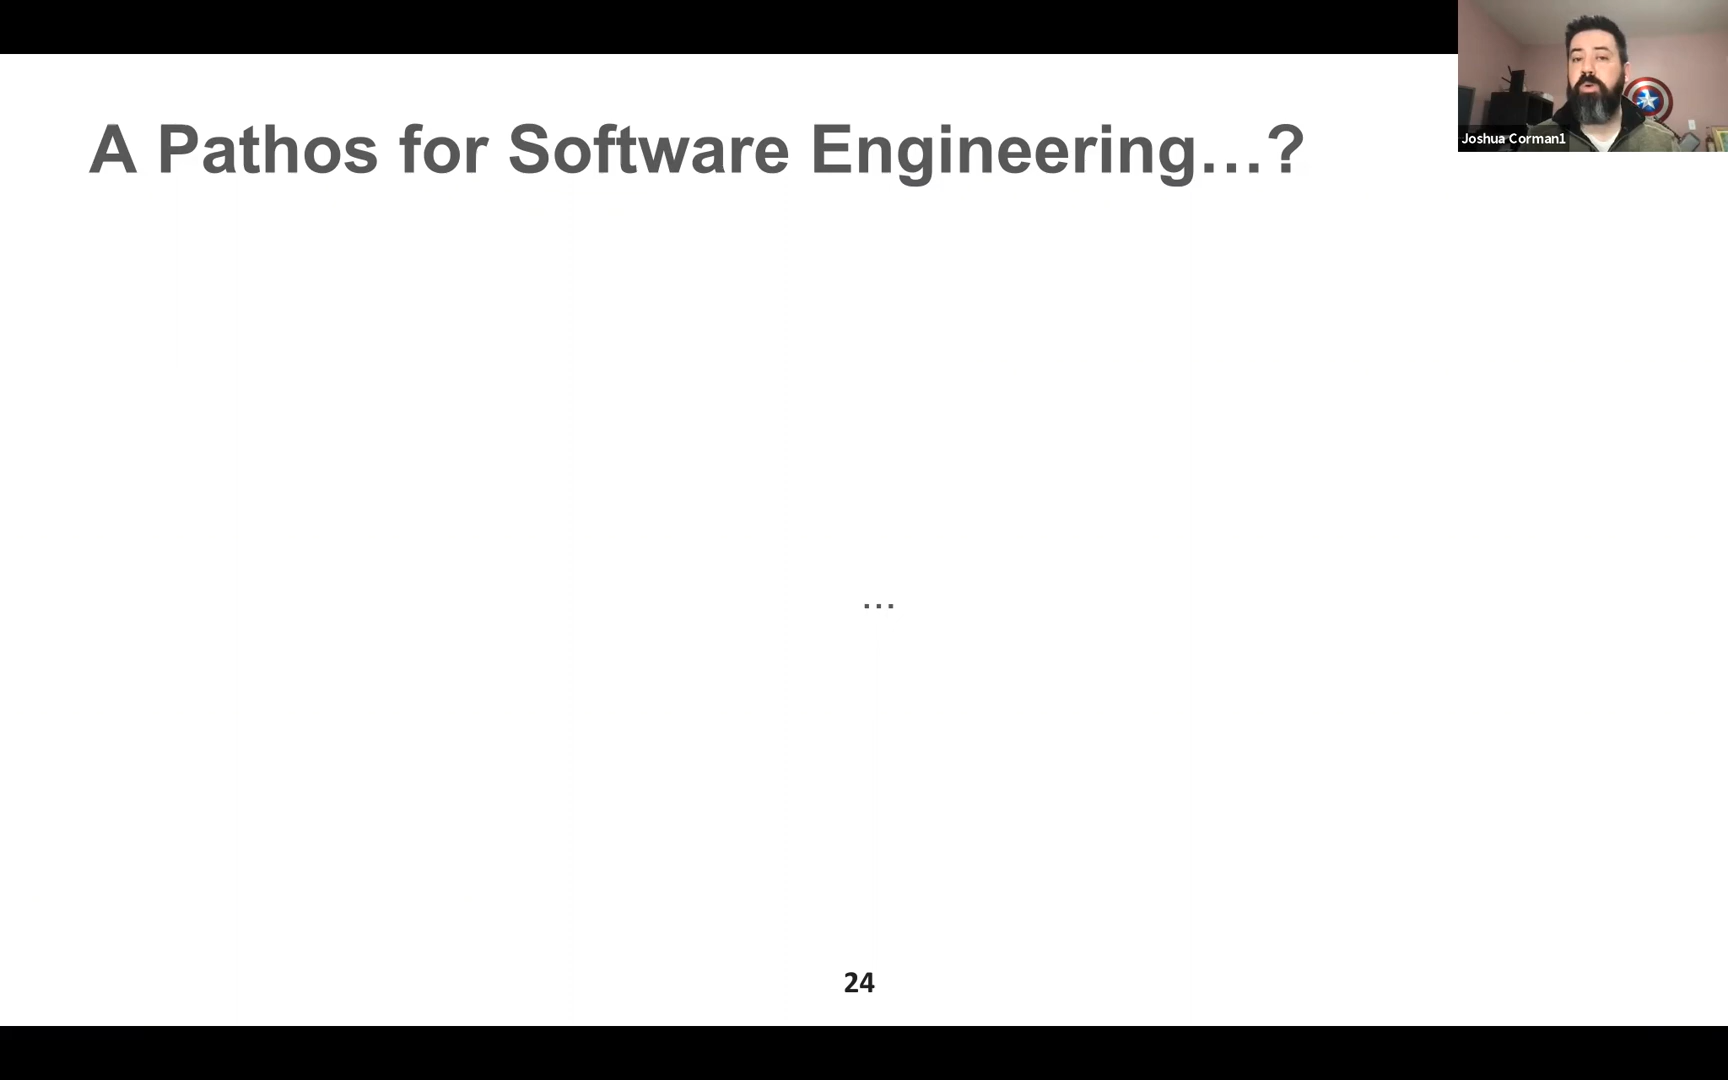 A Pathos for Software Engineering…?
Joshua Corman1
…
24